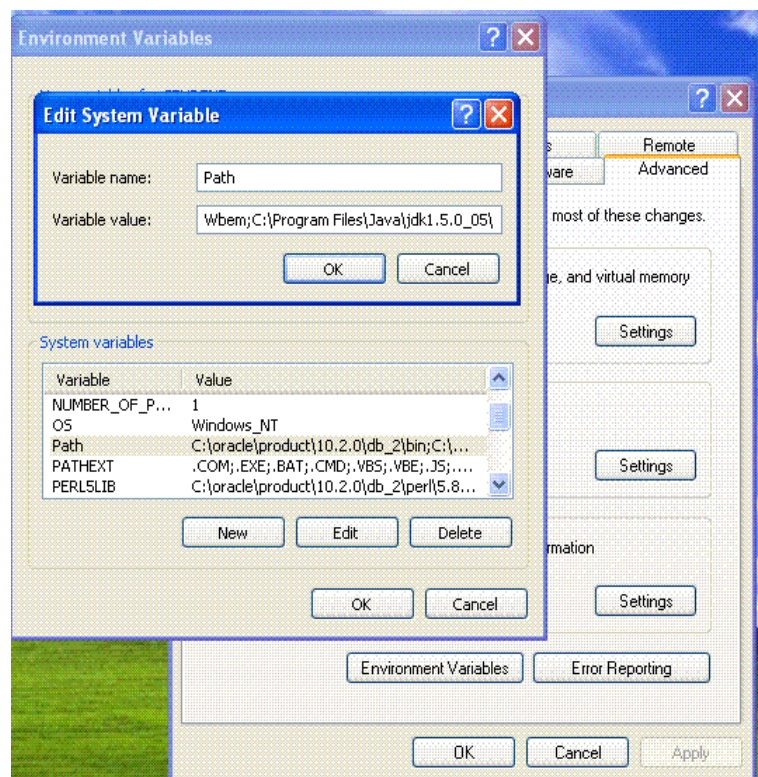 Environment Variables
Edit System Variable
Variable name:
Path
Variable value:
Wbem;C:\Program Files\Java\jdk1.5.0_05\
OK
Cancel
System variables
Variable
Value
NUMBER_OF_P...
1
OS
Windows_NT
Path
C:\oracle\product\10.2.0\db_2\bin;C:\...
PATHEXT
.COM;.EXE;.BAT;.CMD;.VBS;.VBE;.JS;....
PERL5LIB
C:\oracle\product\10.2.0\db_2\perl\5.8...
New
Edit
Delete
OK
Cancel
Remote
Advanced
most of these changes.
and virtual memory
Settings
Settings
Settings
Environment Variables
Error Reporting
OK
Cancel
Apply